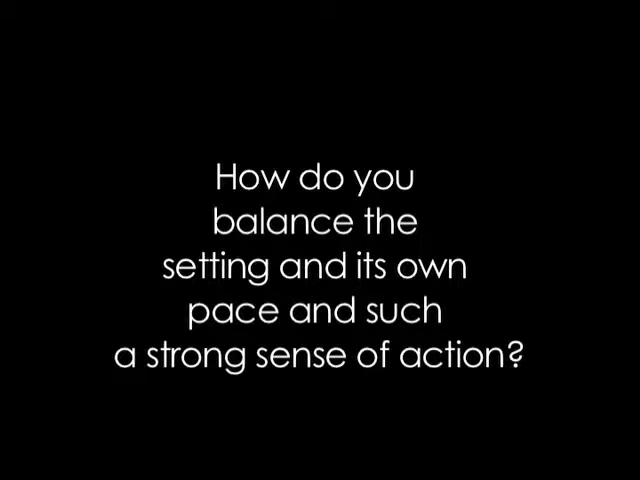 How do you
balance the
setting and its own
pace and such
a strong sense of action?